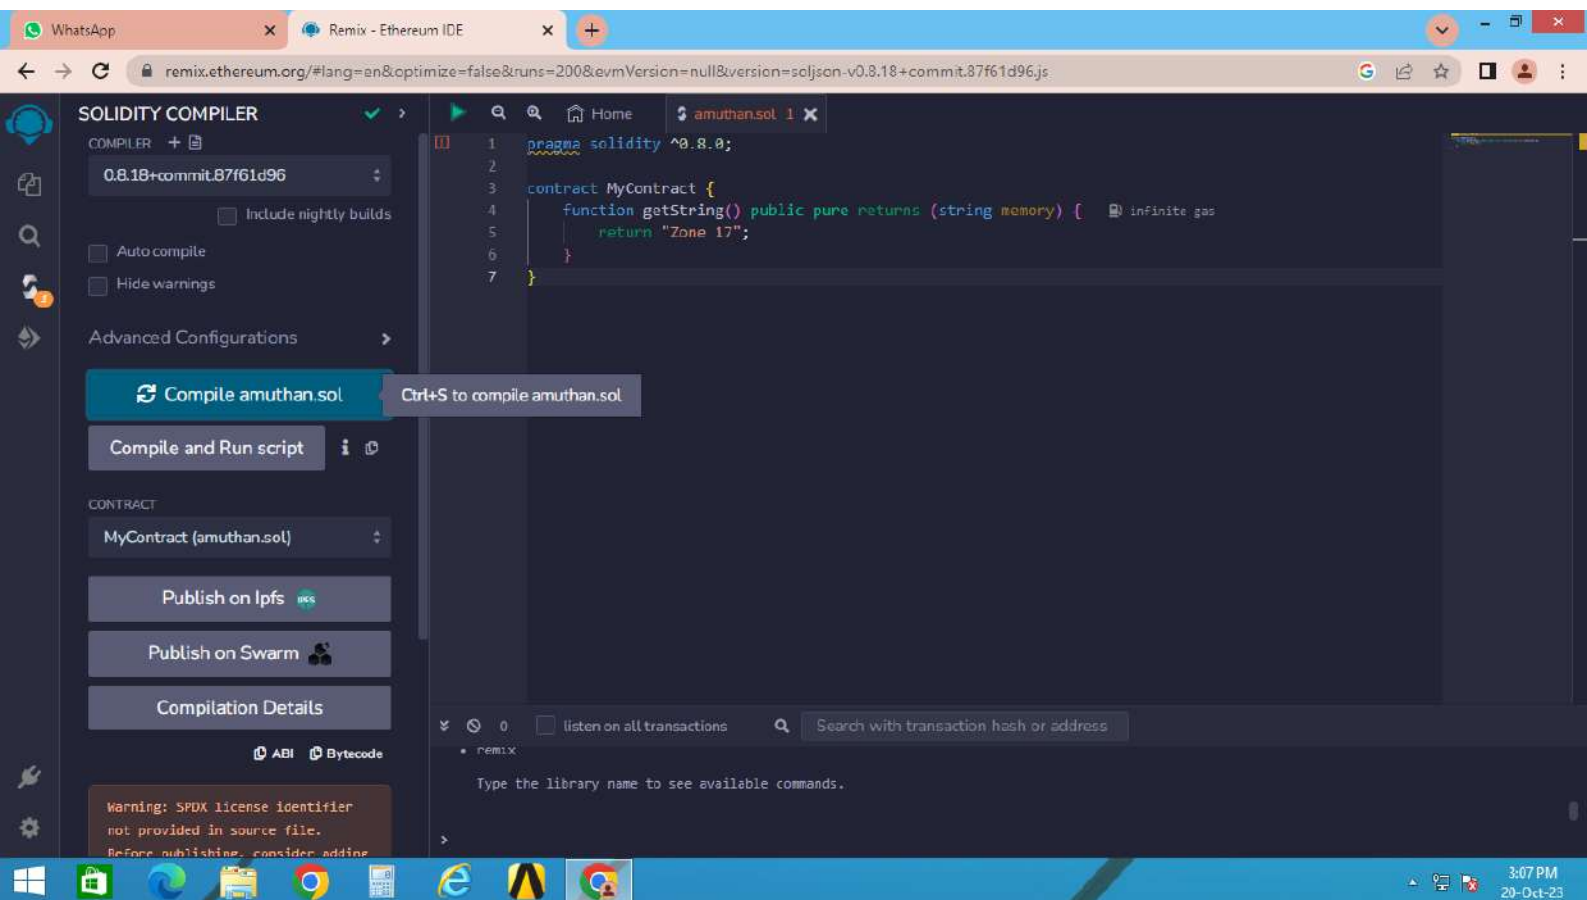 WhatsApp
Remix - Ethereum IDE
remix.ethereum.org/#lang=en&optimize=false&runs=200&evmVersion=null&version=soljson-v0.8.18+commit.87f61d96.js
SOLIDITY COMPILER
COMPILER
0.8.18+commit.87f61d96
Include nightly builds
Auto compile
Hide warnings
Advanced Configurations
Compile amuthan.sol
Ctrl+S to compile amuthan.sol
Compile and Run script
CONTRACT
MyContract (amuthan.sol)
Publish on Ipfs
Publish on Swarm
Compilation Details
ABI Bytecode
Warning: SPDX license identifier
not provided in source file.
Before publishing, consider adding
Home amuthan.sol 1
1 pragma solidity ^0.8.0;
2
3 contract MyContract {
4 function getString() public pure returns (string memory) { infinite gas
5 return "Zone 17";
6 }
7 }
0 listen on all transactions Search with transaction hash or address
remix
Type the library name to see available commands.
>
3:07 PM
20-Oct-23